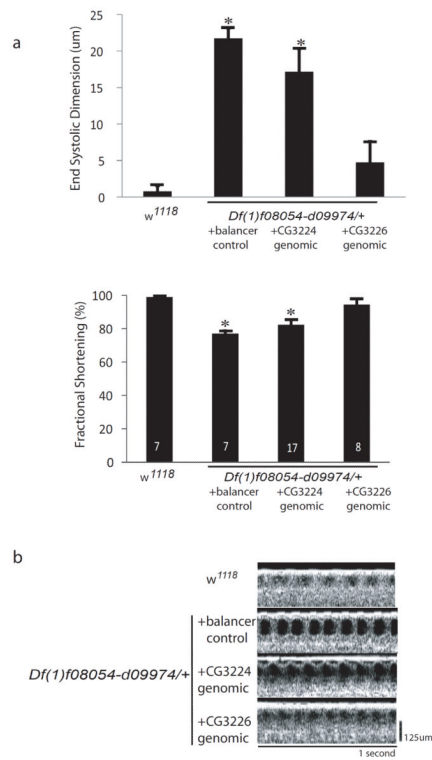 a
End Systolic Dimension (um)
25
20
15
10
5
0
*
*
w1118
Df(1)f08054-d09974/+
+balancer control
+CG3224 genomic
+CG3226 genomic
Fractional Shortening (%)
100
80
60
40
20
0
*
*
7
7
17
8
w1118
Df(1)f08054-d09974/+
+balancer control
+CG3224 genomic
+CG3226 genomic
b
w1118
Df(1)f08054-d09974/+
+balancer control
+CG3224 genomic
+CG3226 genomic
125um
1 second